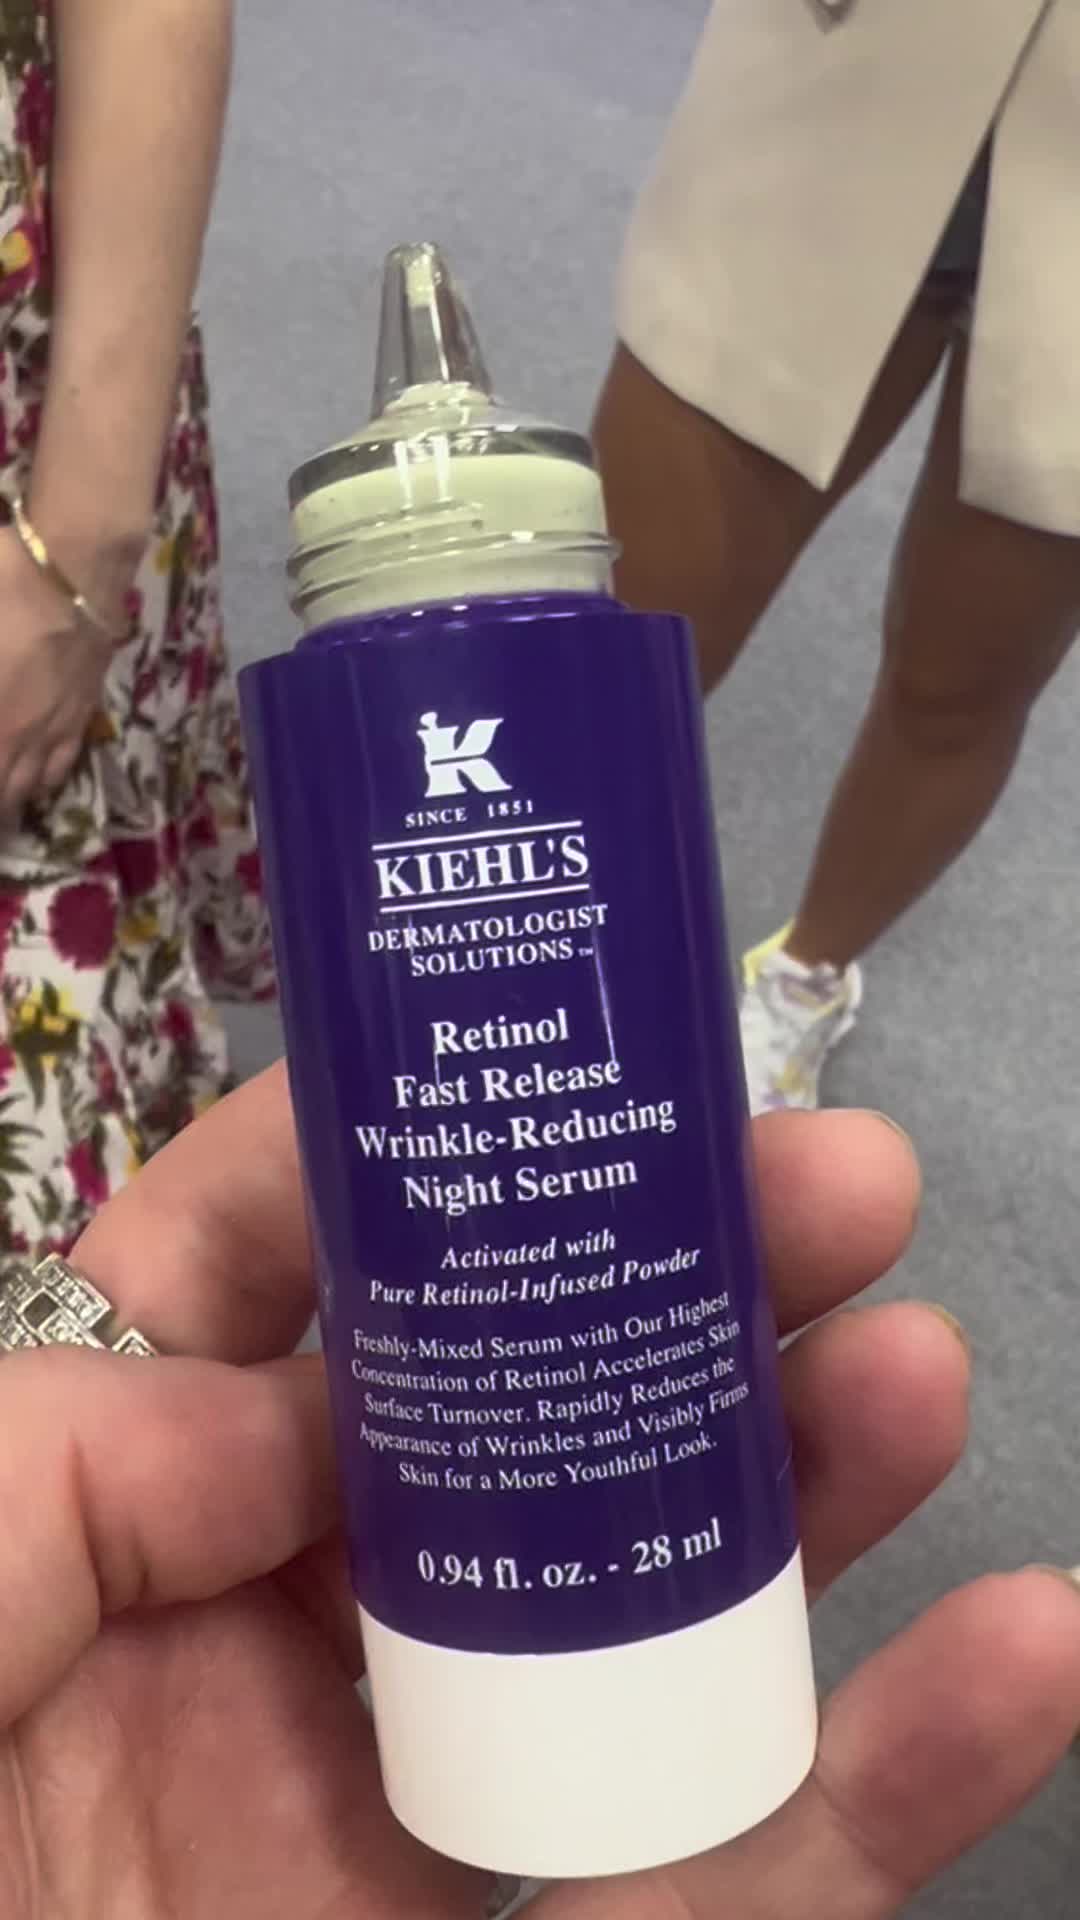 K
SINCE 1851
KIEHL'S
DERMATOLOGIST
SOLUTIONS™
Retinol
Fast Release
Wrinkle-Reducing
Night Serum
Activated with
Pure Retinol-Infused Powder
Freshly-Mixed Serum with Our Highest
Concentration of Retinol Accelerates Skin
Surface Turnover. Rapidly Reduces the
Appearance of Wrinkles and Visibly Firms
Skin for a More Youthful Look.
0.94 fl. oz. - 28 ml